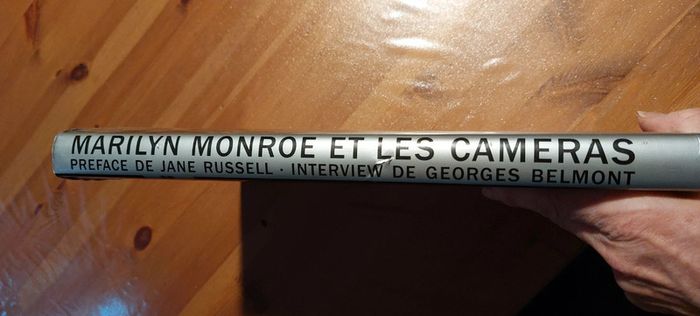 MARILYN MONROE ET LES CAMERAS
PREFACE DE JANE RUSSELL · INTERVIEW DE GEORGES BELMONT